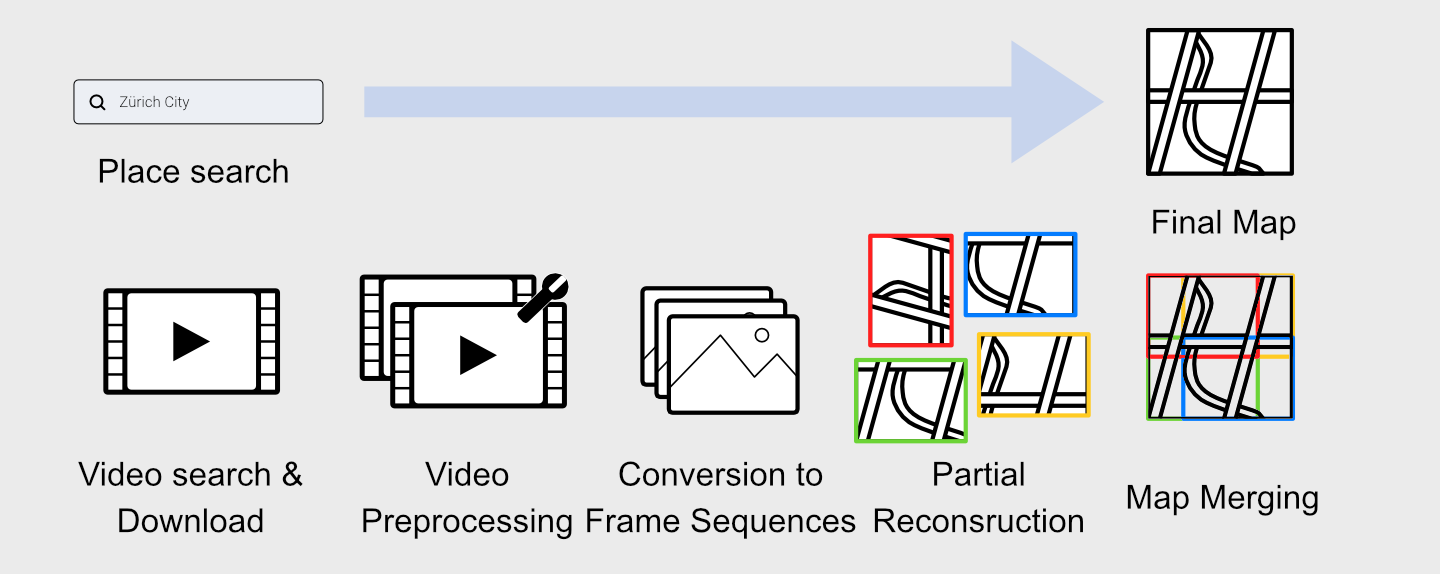 Zürich City
Place search
Final Map
Video search &
Download
Video
Preprocessing
Conversion to
Frame Sequences
Partial
Reconsruction
Map Merging